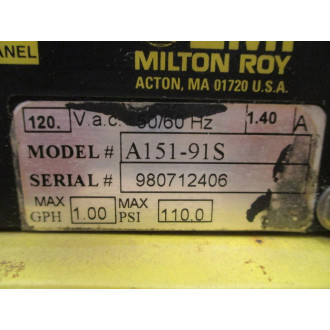 ANEL
LMI
MILTON ROY
ACTON, MA 01720 U.S.A.
120. V.a.c. 50/60 Hz 1.40 A
MODEL # A151-91S
SERIAL # 980712406
MAX GPH 1.00 MAX PSI 110.0